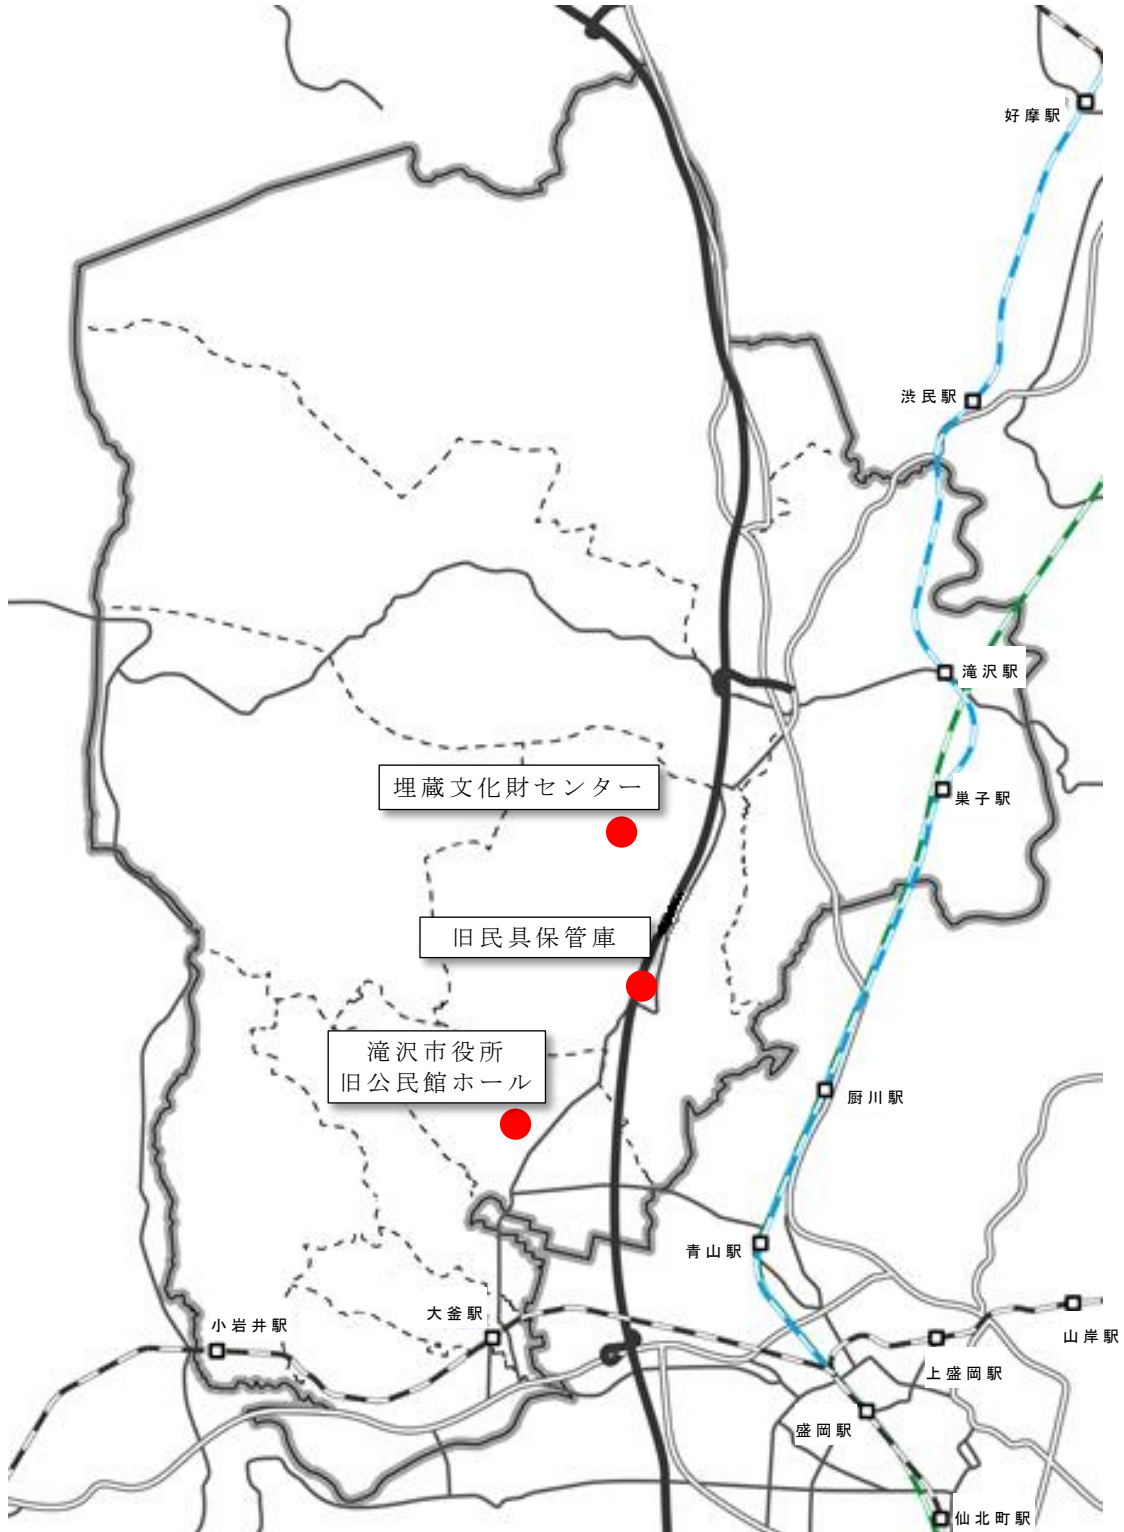 好摩駅
渋民駅
滝沢駅
埋蔵文化財センター
巣子駅
旧民具保管庫
滝沢市役所
旧公民館ホール
厨川駅
青山駅
大釜駅
小岩井駅
山岸駅
上盛岡駅
盛岡駅
仙北町駅